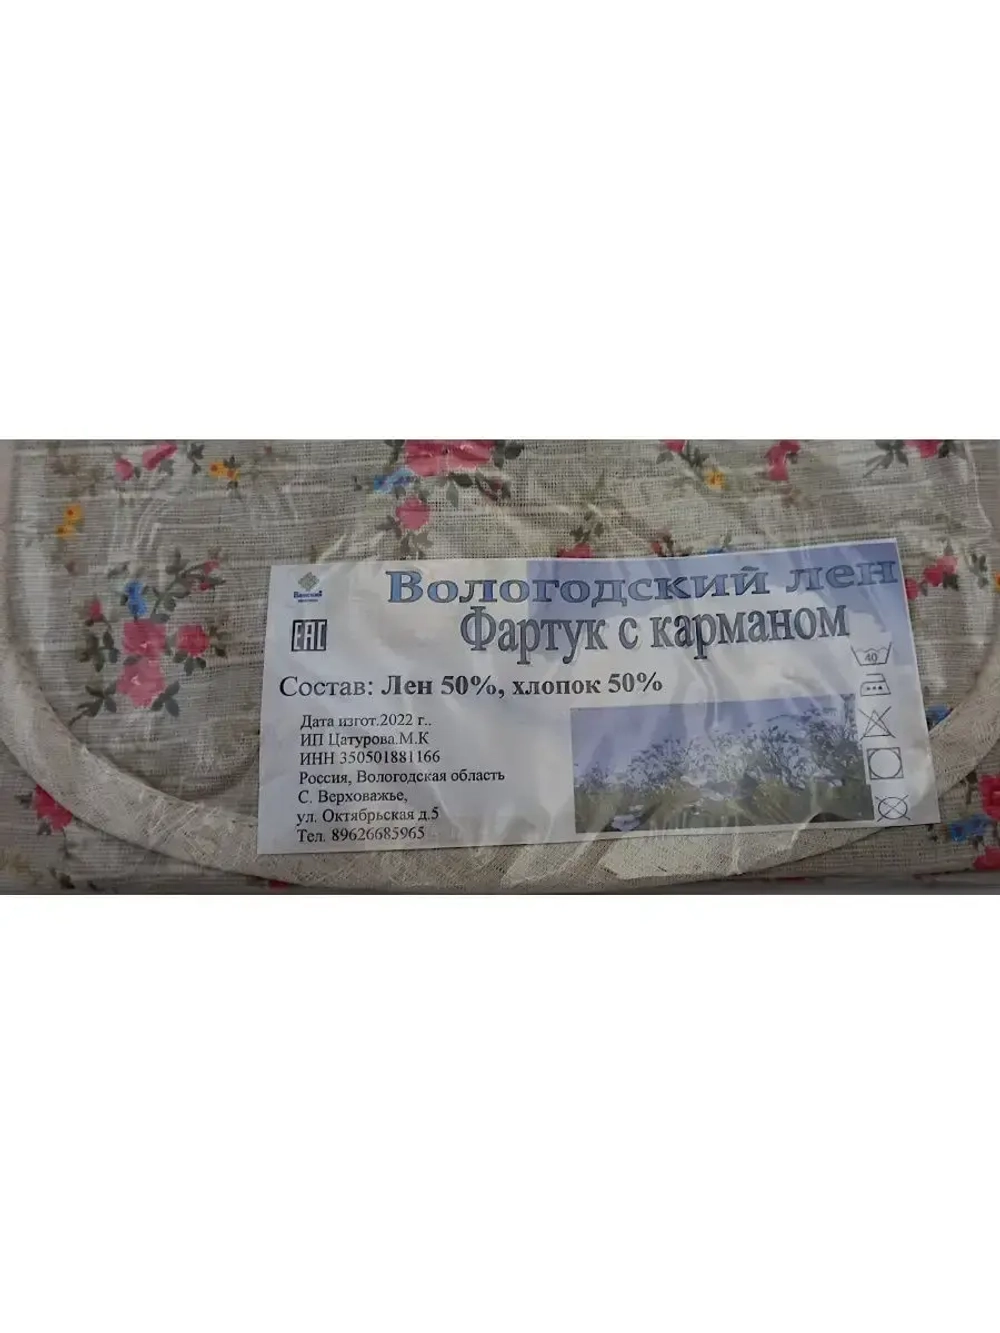 Вологодский лен
Фартук с карманом
ЕАС
Состав: Лен 50%, хлопок 50%
Дата изгот.2022 г..
ИП Цатурова.М.К
ИНН 350501881166
Россия, Вологодская область
С. Верховажье,
ул. Октябрьская д.5
Тел. 89626685965
40